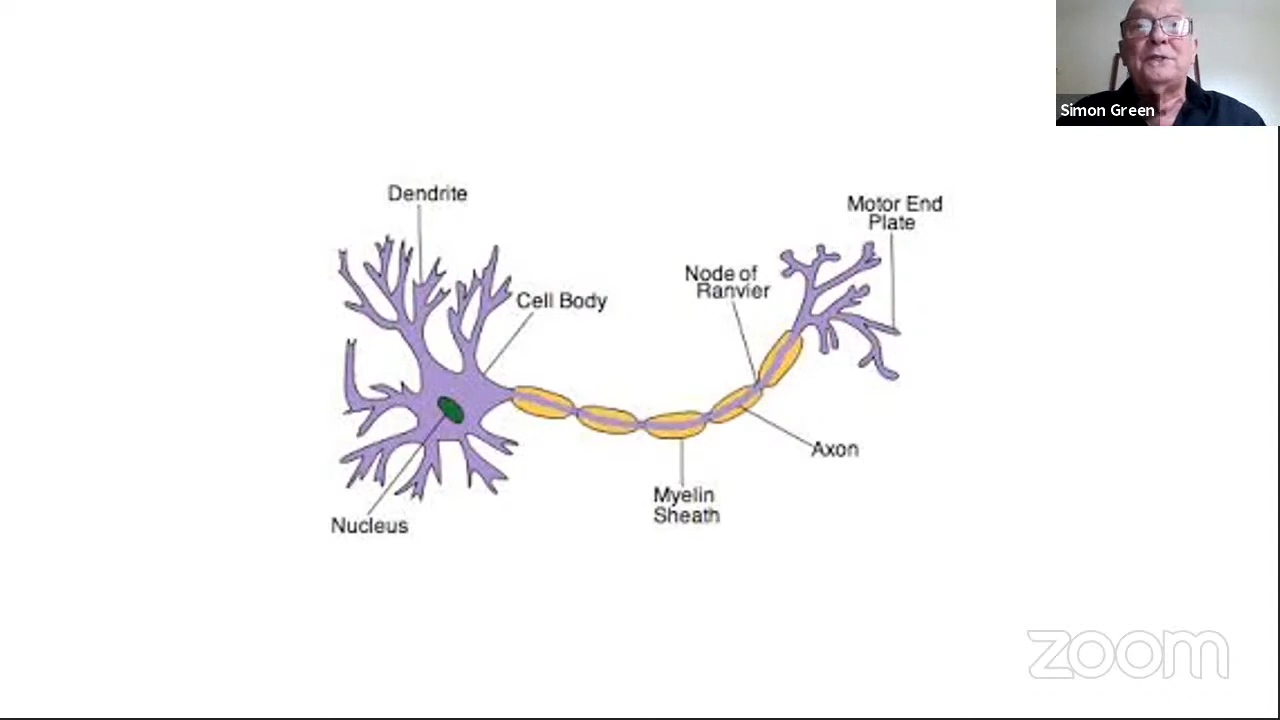 Simon Green
Dendrite
Motor End
Plate
Node of
Ranvier
Cell Body
Axon
Myelin
Sheath
Nucleus
zoom